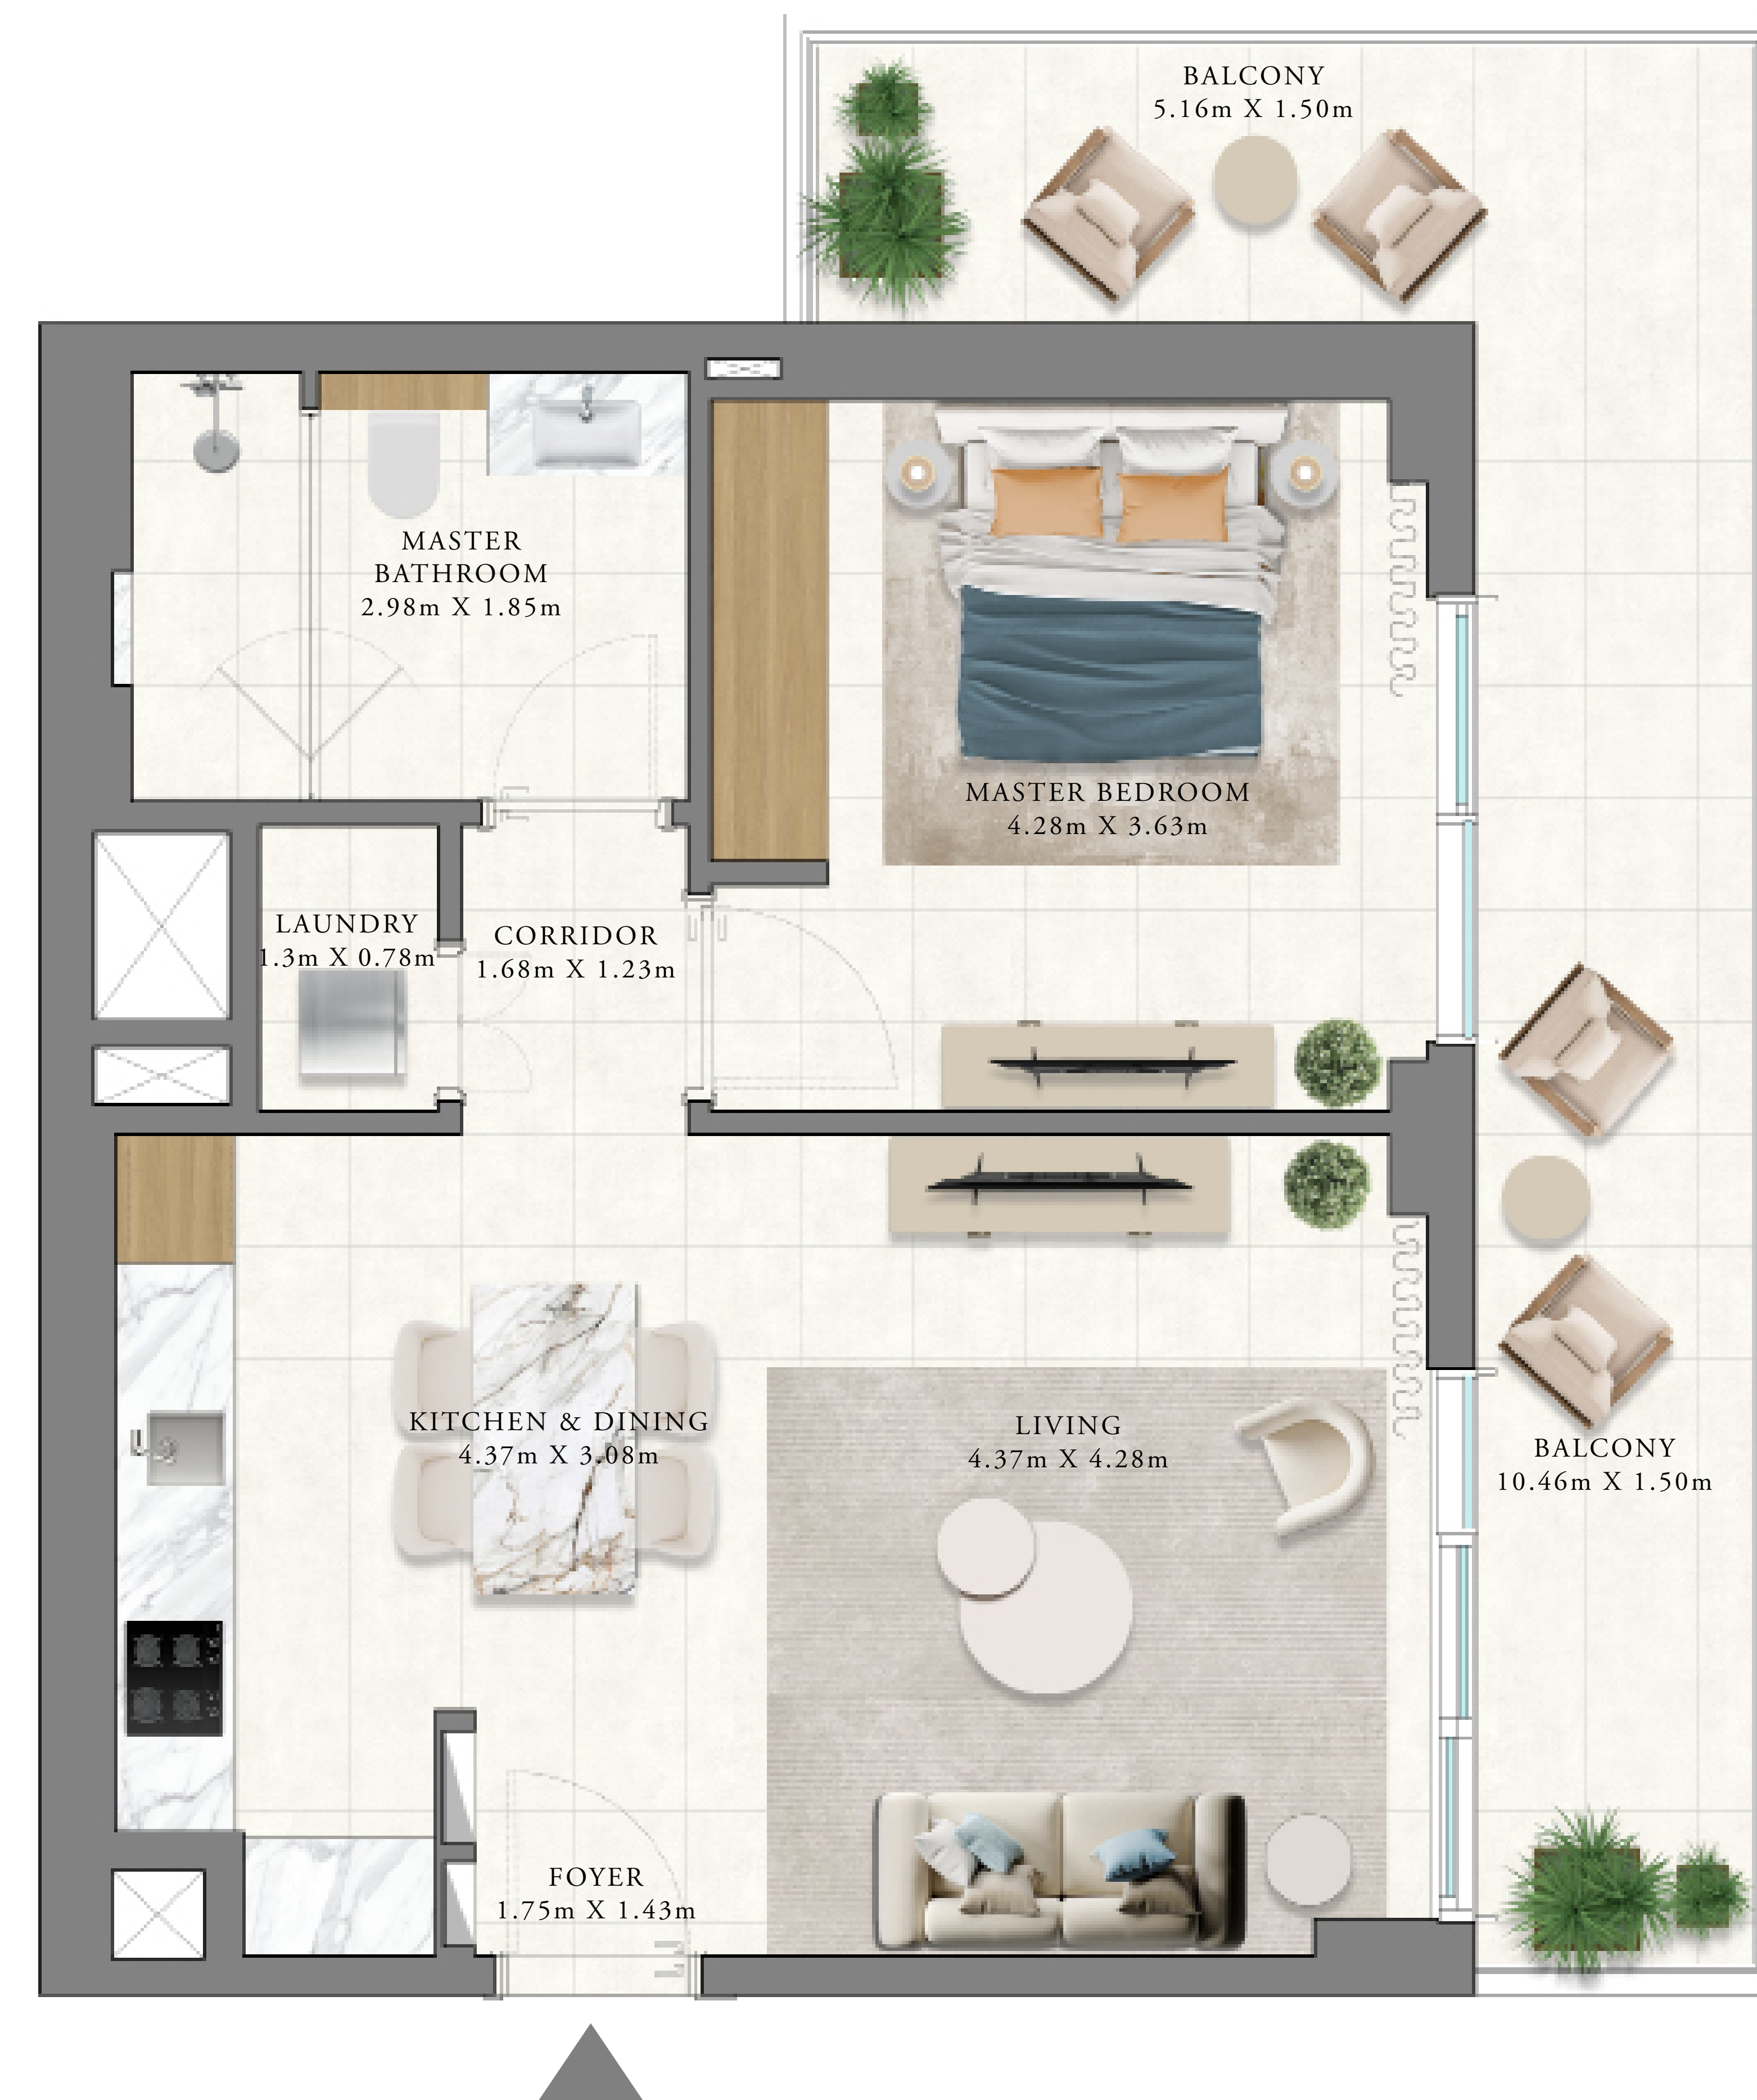 BALCONY
5.16m X 1.50m
MASTER
BATHROOM
2.98m X 1.85m
MASTER BEDROOM
4.28m X 3.63m
LAUNDRY
1.3m X 0.78m
CORRIDOR
1.68m X 1.23m
KITCHEN & DINING
4.37m X 3.08m
LIVING
4.37m X 4.28m
BALCONY
10.46m X 1.50m
FOYER
1.75m X 1.43m